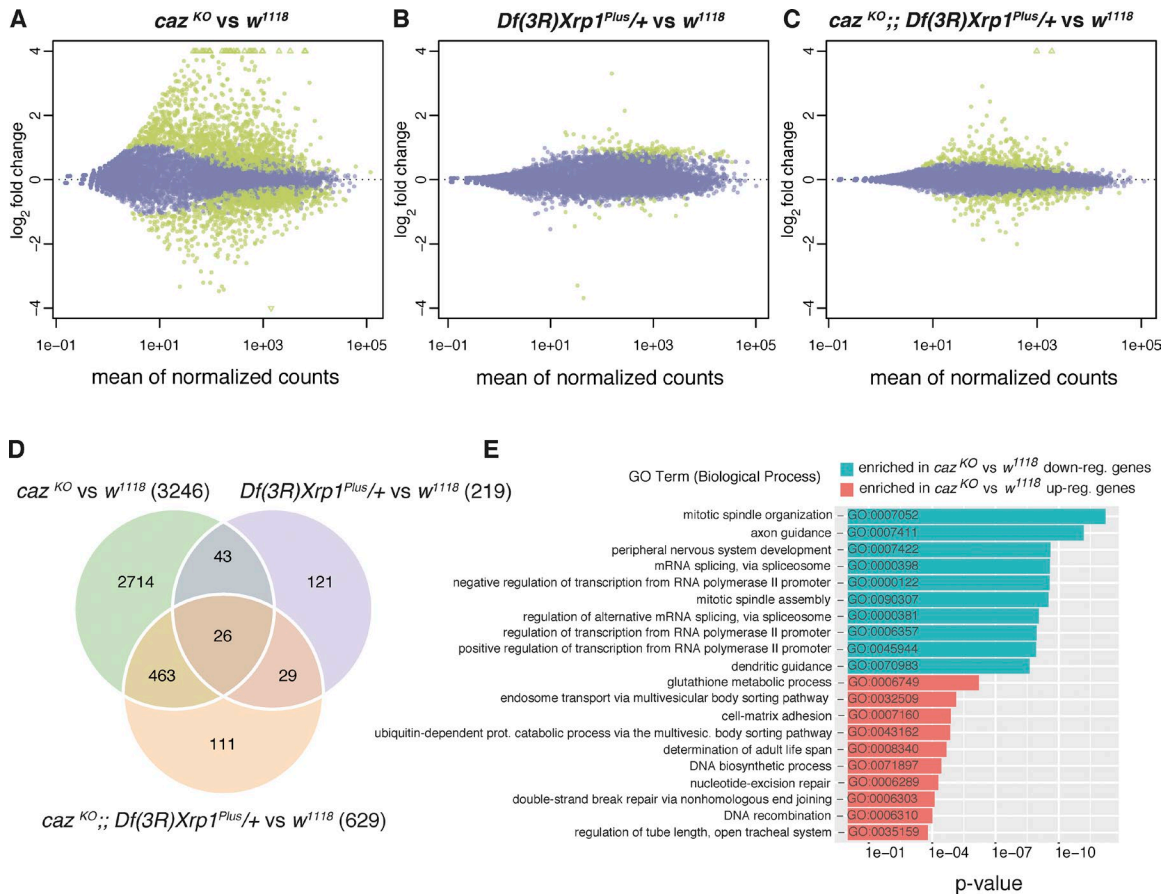 A
caz KO vs w1118
B
Df(3R)Xrp1Plus/+ vs w1118
C
caz KO;; Df(3R)Xrp1Plus/+ vs w1118
log2 fold change
4
2
0
−2
−4
1e−01
1e+01
1e+03
1e+05
mean of normalized counts
log2 fold change
4
2
0
−2
−4
1e−01
1e+01
1e+03
1e+05
mean of normalized counts
log2 fold change
4
2
0
−2
−4
1e−01
1e+01
1e+03
1e+05
mean of normalized counts
D
caz KO vs w1118 (3246)
Df(3R)Xrp1Plus/+ vs w1118 (219)
43
2714
121
26
463
29
111
caz KO;; Df(3R)Xrp1Plus/+ vs w1118 (629)
E
GO Term (Biological Process)
enriched in caz KO vs w1118 down-reg. genes
enriched in caz KO vs w1118 up-reg. genes
mitotic spindle organization GO:0007052
axon guidance GO:0007411
peripheral nervous system development GO:0007422
mRNA splicing, via spliceosome GO:0000398
negative regulation of transcription from RNA polymerase II promoter GO:0000122
mitotic spindle assembly GO:0090307
regulation of alternative mRNA splicing, via spliceosome GO:0000381
regulation of transcription from RNA polymerase II promoter GO:0006357
positive regulation of transcription from RNA polymerase II promoter GO:0045944
dendritic guidance GO:0070983
glutathione metabolic process GO:0006749
endosome transport via multivesicular body sorting pathway GO:0032509
cell-matrix adhesion GO:0007160
ubiquitin-dependent prot. catabolic process via the multivesic. body sorting pathway GO:0043162
determination of adult life span GO:0008340
DNA biosynthetic process GO:0071897
nucleotide-excision repair GO:0006289
double-strand break repair via nonhomologous end joining GO:0006303
DNA recombination GO:0006310
regulation of tube length, open tracheal system GO:0035159
1e−01
1e−04
1e−07
1e−10
p-value